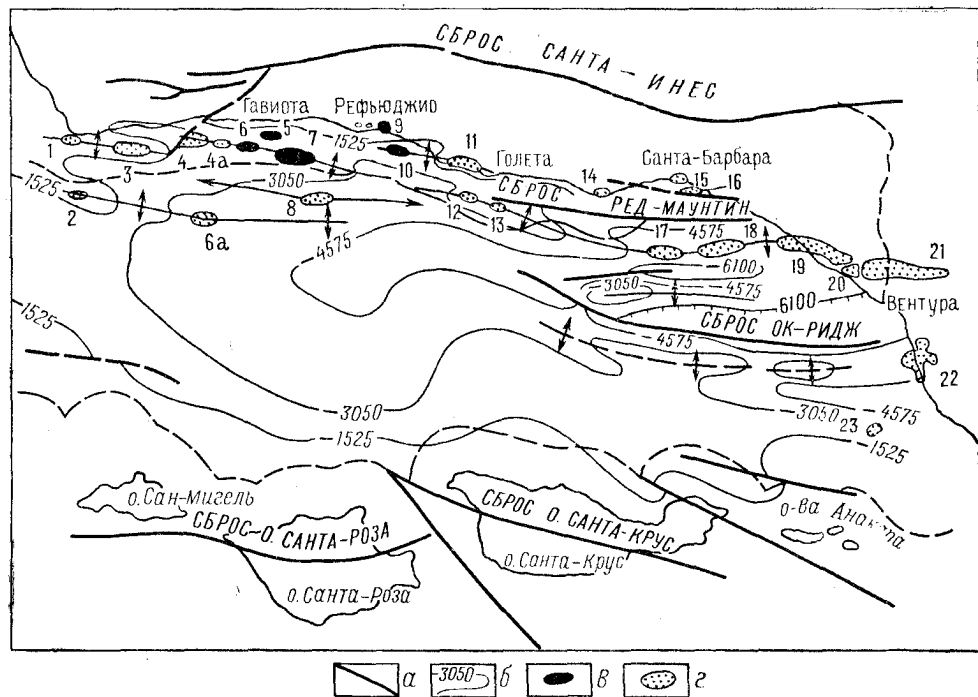 СБРОС САНТА-ИНЕС
Гавиота
Рефьюджио
6
5
7
-1525
9
11
1
3
4
4а
10
Голета
14
Санта-Барбара
15
16
1525
2
-3050
8
12
13
СБРОС
РЕД-МАУНТИН
6а
4575
17
-4575
18
19
20
21
-6100
-3050
-4575
6100
Вентура
СБРОС ОК-РИДЖ
-4575
22
-1525
-3050
-1525
-3050
-4575
23
-1525
о. Сан-Мигель
СБРОС О. САНТА-РОЗА
о. Санта-Роза
СБРОС О. САНТА-КРУС
о. Санта-Крус
о-ва Анакапа
а
-3050
б
в
г